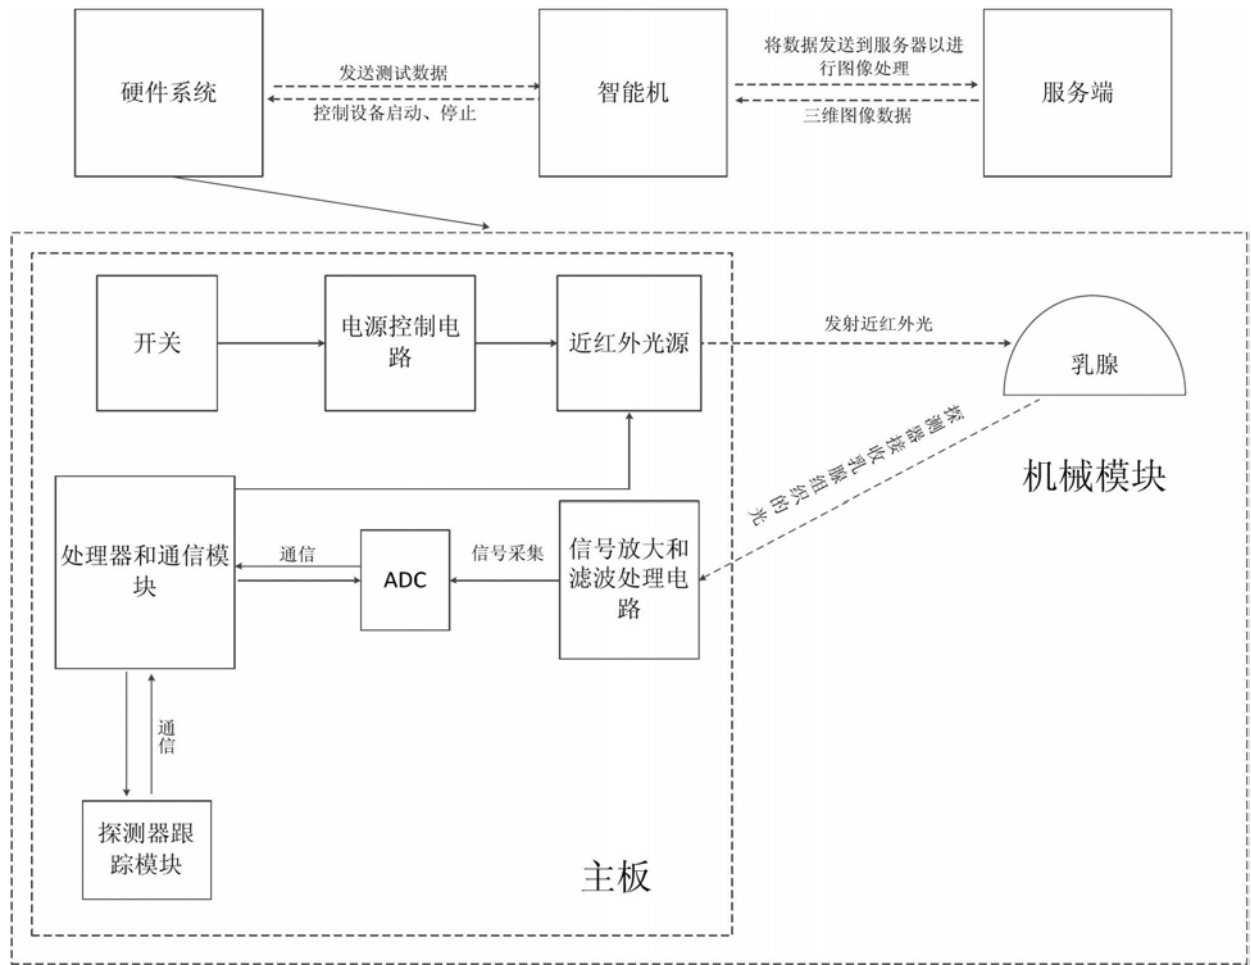 硬件系统
发送测试数据
控制设备启动、停止
智能机
将数据发送到服务器以进
行图像处理
三维图像数据
服务端
开关
电源控制电
路
近红外光源
发射近红外光
乳腺
探测器接收乳腺组织的光
机械模块
处理器和通信模
块
通信
ADC
信号采集
信号放大和
滤波处理电
路
通
信
探测器跟
踪模块
主板